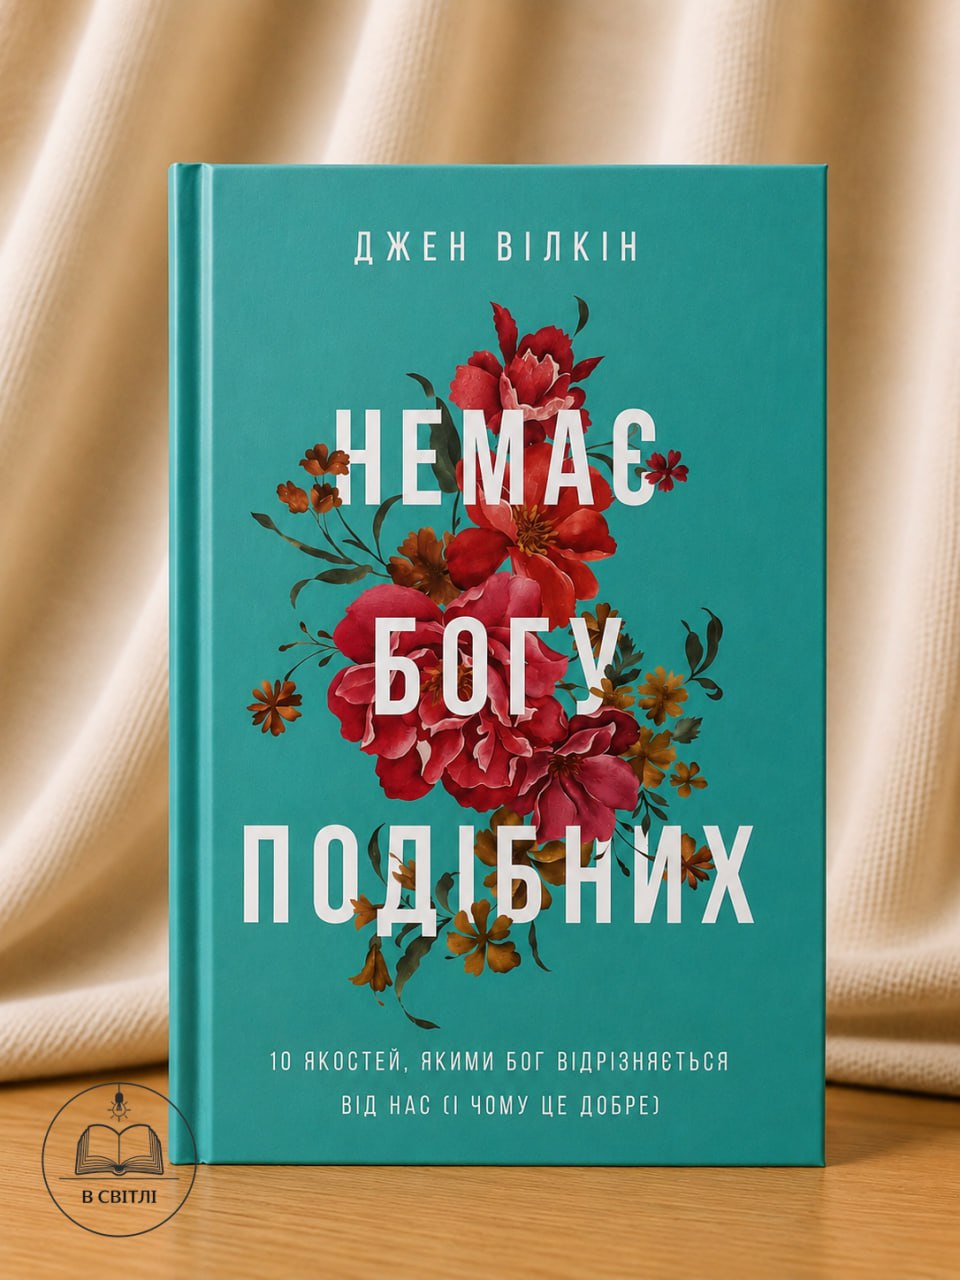 ДЖЕН ВІЛКІН
НЕМАЄ
БОГУ
ПОДІБНИХ
10 ЯКОСТЕЙ, ЯКИМИ БОГ ВІДРІЗНЯЄТЬСЯ
ВІД НАС (І ЧОМУ ЦЕ ДОБРЕ)
В СВІТЛІ